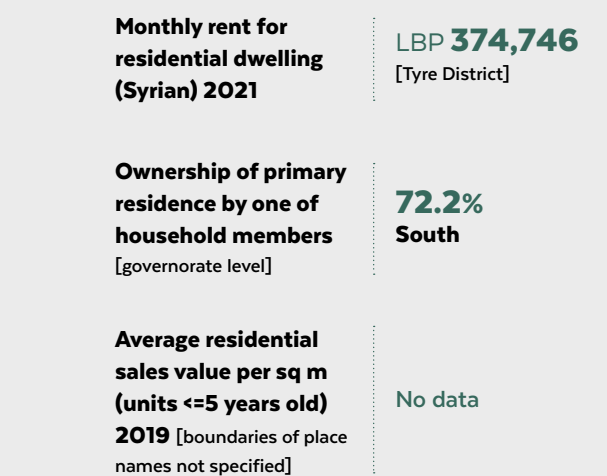 Monthly rent for
residential dwelling
(Syrian) 2021
LBP 374,746
[Tyre District]
Ownership of primary
residence by one of
household members
[governorate level]
72.2%
South
Average residential
sales value per sq m
(units <=5 years old)
2019 [boundaries of place
names not specified]
No data